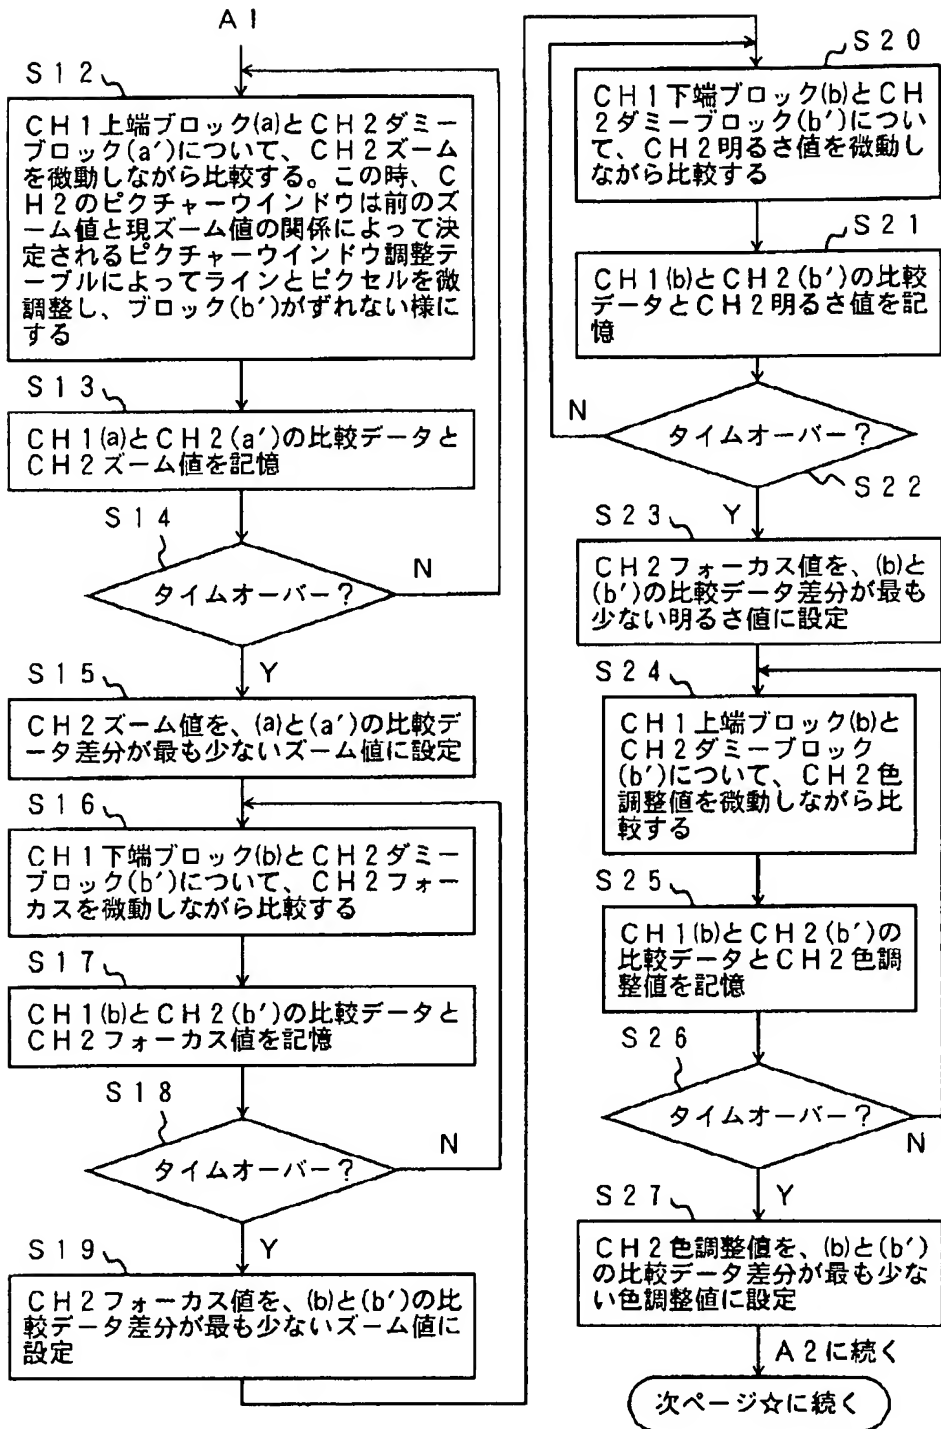 A1
S12
CH1上端ブロック(a)とCH2ダミー
ブロック(a′)について、CH2ズーム
を微動しながら比較する。この時、C
H2のピクチャーウインドウは前のズ
ーム値と現ズーム値の関係によって決
定されるピクチャーウインドウ調整テ
ーブルによってラインとピクセルを微
調整し、ブロック(b′)がずれない様に
する
S13
CH1(a)とCH2(a′)の比較データと
CH2ズーム値を記憶
S14
タイムオーバー?
N
Y
S15
CH2ズーム値を、(a)と(a′)の比較デ
ータ差分が最も少ないズーム値に設定
S16
CH1下端ブロック(b)とCH2ダミー
ブロック(b′)について、CH2フォー
カスを微動しながら比較する
S17
CH1(b)とCH2(b′)の比較データと
CH2フォーカス値を記憶
S18
タイムオーバー?
N
Y
S19
CH2フォーカス値を、(b)と(b′)の比
較データ差分が最も少ないズーム値に
設定
S20
CH1下端ブロック(b)とCH
2ダミーブロック(b′)につい
て、CH2明るさ値を微動し
ながら比較する
S21
CH1(b)とCH2(b′)の比較
データとCH2明るさ値を記
憶
N
タイムオーバー?
S22
Y
S23
CH2フォーカス値を、(b)と
(b′)の比較データ差分が最も
少ない明るさ値に設定
S24
CH1上端ブロック(b)と
CH2ダミーブロック
(b′)について、CH2色
調整値を微動しながら比
較する
S25
CH1(b)とCH2(b′)の
比較データとCH2色調
整値を記憶
S26
タイムオーバー?
N
Y
S27
CH2色調整値を、(b)と(b′)
の比較データ差分が最も少な
い色調整値に設定
A2に続く
次ページ☆に続く